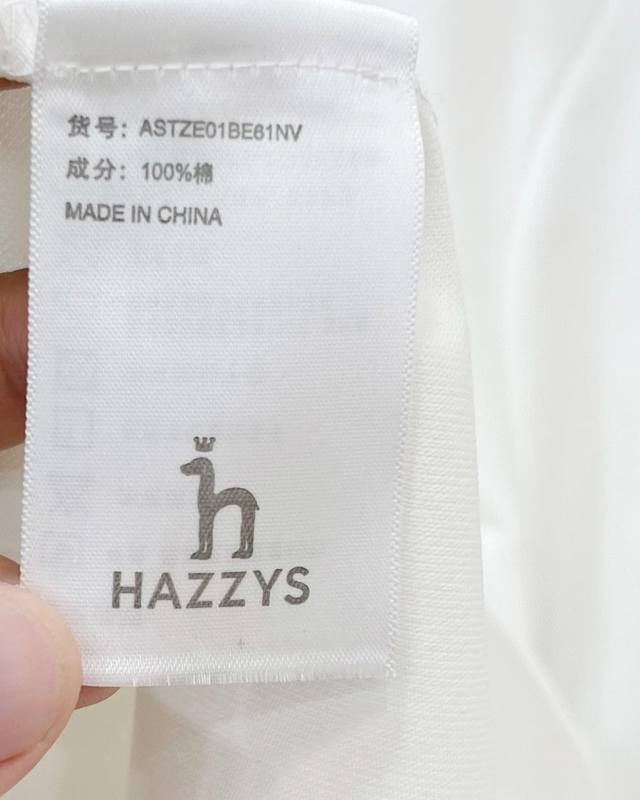 货号：ASTZE01BE61NV
成分：100%棉
MADE IN CHINA
HAZZYS